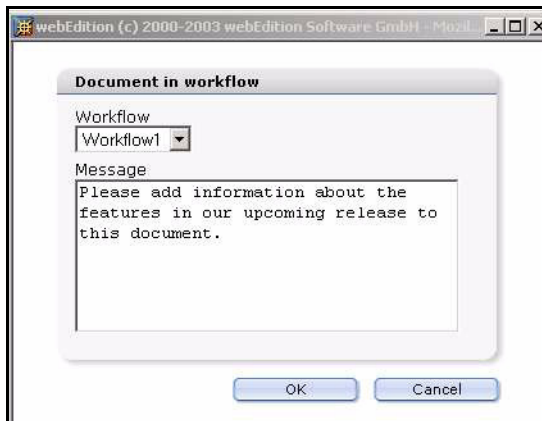 webEdition (c) 2000-2003 webEdition Software GmbH - Mozil...
Document in workflow
Workflow
Workflow1
Message
Please add information about the
features in our upcoming release to
this document.
OK
Cancel